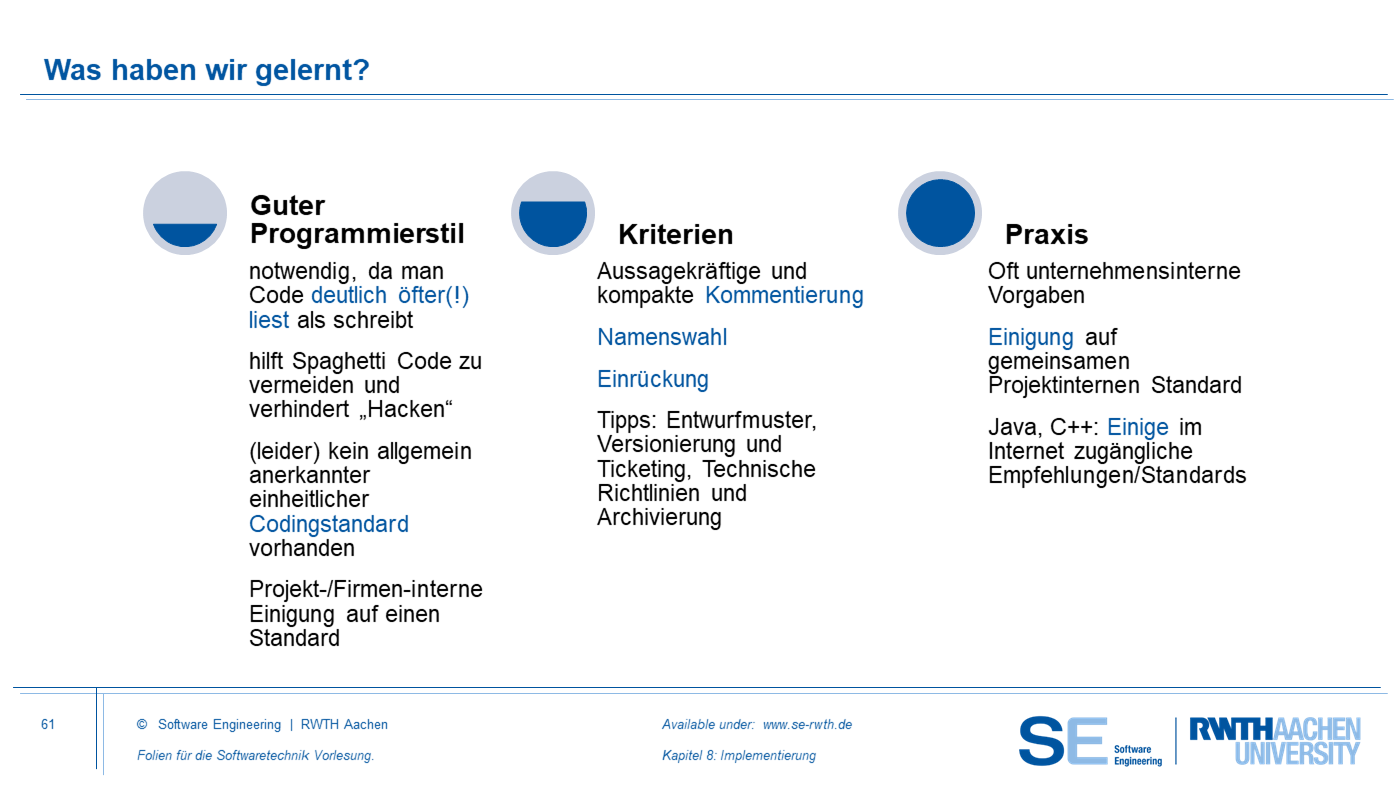 Was haben wir gelernt?
Guter
Programmierstil
notwendig, da man
Code deutlich öfter(!)
liest als schreibt
hilft Spaghetti Code zu
vermeiden und
verhindert „Hacken“
(leider) kein allgemein
anerkannter
einheitlicher
Codingstandard
vorhanden
Projekt-/Firmen-interne
Einigung auf einen
Standard
Kriterien
Aussagekräftige und
kompakte Kommentierung
Namenswahl
Einrückung
Tipps: Entwurfmuster,
Versionierung und
Ticketing, Technische
Richtlinien und
Archivierung
Praxis
Oft unternehmensinterne
Vorgaben
Einigung auf
gemeinsamen
Projektinternen Standard
Java, C++: Einige im
Internet zugängliche
Empfehlungen/Standards
61
© Software Engineering | RWTH Aachen
Folien für die Softwaretechnik Vorlesung.
Available under: www.se-rwth.de
Kapitel 8: Implementierung
SE Software
Engineering
RWTHAACHEN
UNIVERSITY